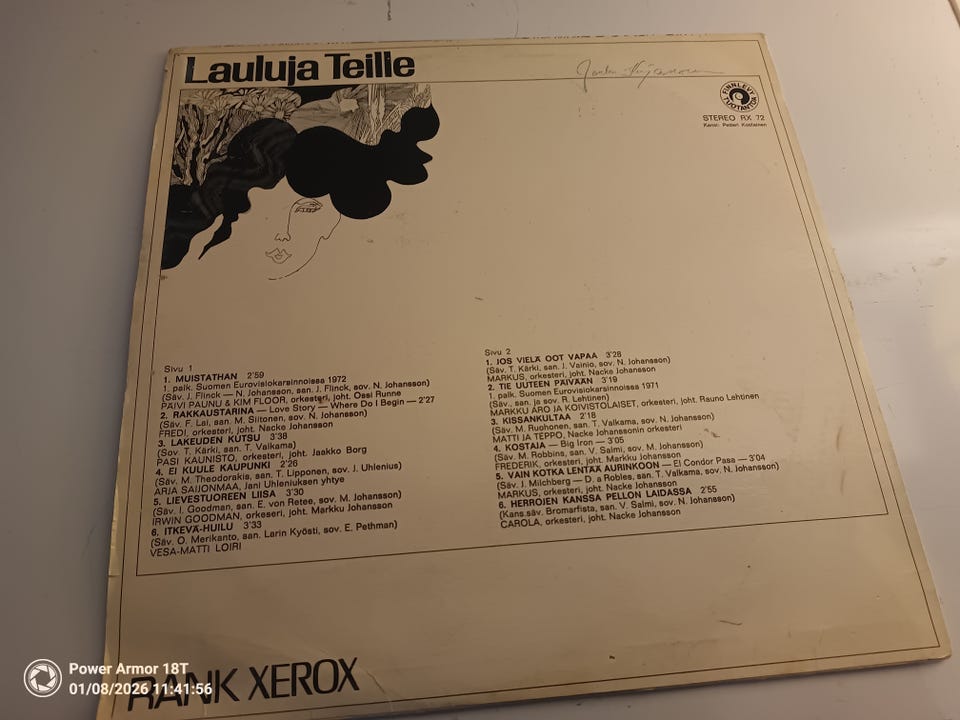 Lauluja Teille
FINNLEVY TUOTANTOA
STEREO RX 72
Kansi: Petteri Kostiainen
Sivu 1
1. MUISTATHAN 2'59
1. palk. Suomen Eurovisiokarsinnoissa 1972
(Säv. J. Flinck — N. Johansson, san. J. Flinck, sov. N. Johansson)
PÄIVI PAUNU & KIM FLOOR, orkesteri, joht. Ossi Runne
2. RAKKAUSTARINA — Love Story — Where Do I Begin — 2'27
(Säv. F. Lai, san. M. Siitonen, sov. N. Johansson)
FREDI, orkesteri, joht. Nacke Johansson
3. LAKEUDEN KUTSU 3'38
(Sov. T. Kärki, san. T. Valkama)
PASI KAUNISTO, orkesteri, joht. Jaakko Borg
4. EI KUULE KAUPUNKI 2'26
(Säv. M. Theodorakis, san. T. Lipponen, sov. J. Uhlenius)
ARJA SAIJONMAA, Jani Uhleniuksen yhtye
5. LIEVESTUOREEN LIISA 3'30
(Säv. I. Goodman, san. E. von Retee, sov. M. Johansson)
IRWIN GOODMAN, orkeseri, joht. Markku Johansson
6. ITKEVÄ-HUILU 3'33
(Säv. O. Merikanto, san. Larin Kyösti, sov. E. Pethman)
VESA-MATTI LOIRI
Sivu 2
1. JOS VIELÄ OOT VAPAA 3'28
(Säv. T. Kärki, san. J. Vainio, sov. N. Johansson)
MARKUS, orkesteri, joht. Nacke Johansson
2. TIE UUTEEN PÄIVÄÄN 3'19
1. palk. Suomen Eurovisiokarsinnoissa 1971
(Säv., san. ja sov. R. Lehtinen)
MARKKU ARO JA KOIVISTOLAISET, orkesteri, joht. Rauno Lehtinen
3. KISSANKULTAA 2'18
(Säv. M. Ruohonen, san. T. Valkama, sov. N. Johansson)
MATTI JA TEPPO, Nacke Johanssonin orkesteri
4. KOSTAJA — Big Iron — 3'05
(Säv. M. Robbins, san. V. Salmi, sov. M. Johansson)
FREDERIK, orkesteri, joht. Markku Johansson
5. VAIN KOTKA LENTÄÄ AURINKOON — El Condor Pasa — 3'04
(Säv. J. Milchberg — D. a Robles, san. T. Valkama, sov. N. Johansson)
MARKUS, orkesteri, joht. Nacke Johansson
6. HERROJEN KANSSA PELLON LAIDASSA 2'55
(Kans.säv. Bromarfista, san. V. Salmi, sov. N. Johansson)
CAROLA, orkesteri, joht. Nacke Johansson
RANK XEROX
Power Armor 18T
01/08/2026 11:41:56